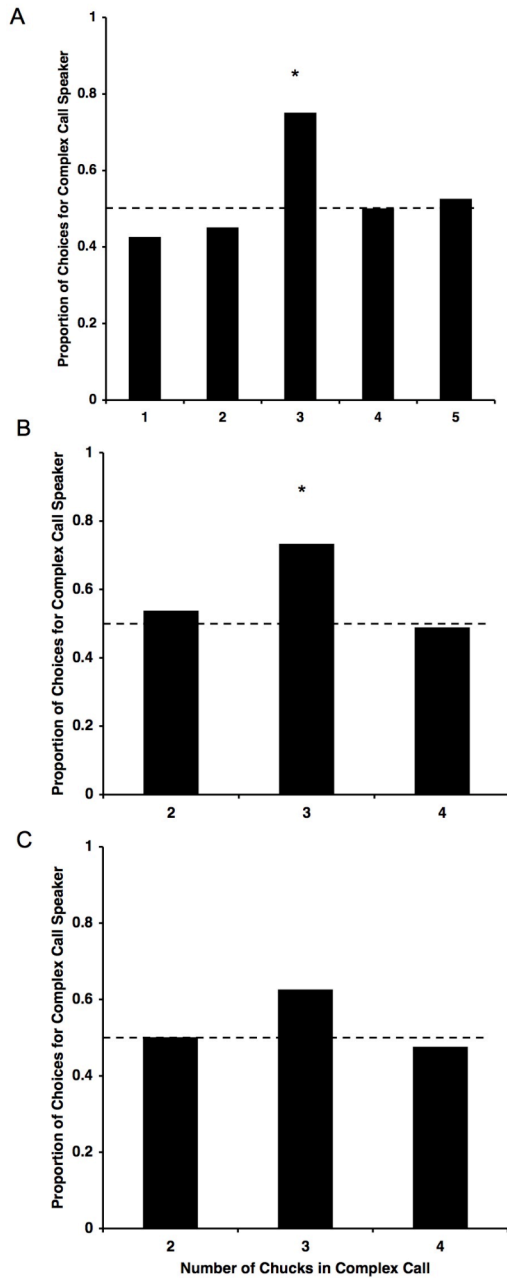 A
1
*
0.8
0.6
0.4
0.2
0
Proportion of Choices for Complex Call Speaker
1 2 3 4 5
B
1
*
0.8
0.6
0.4
0.2
0
Proportion of Choices for Complex Call Speaker
2 3 4
C
1
0.8
0.6
0.4
0.2
0
Proportion of Choices for Complex Call Speaker
2 3 4
Number of Chucks in Complex Call